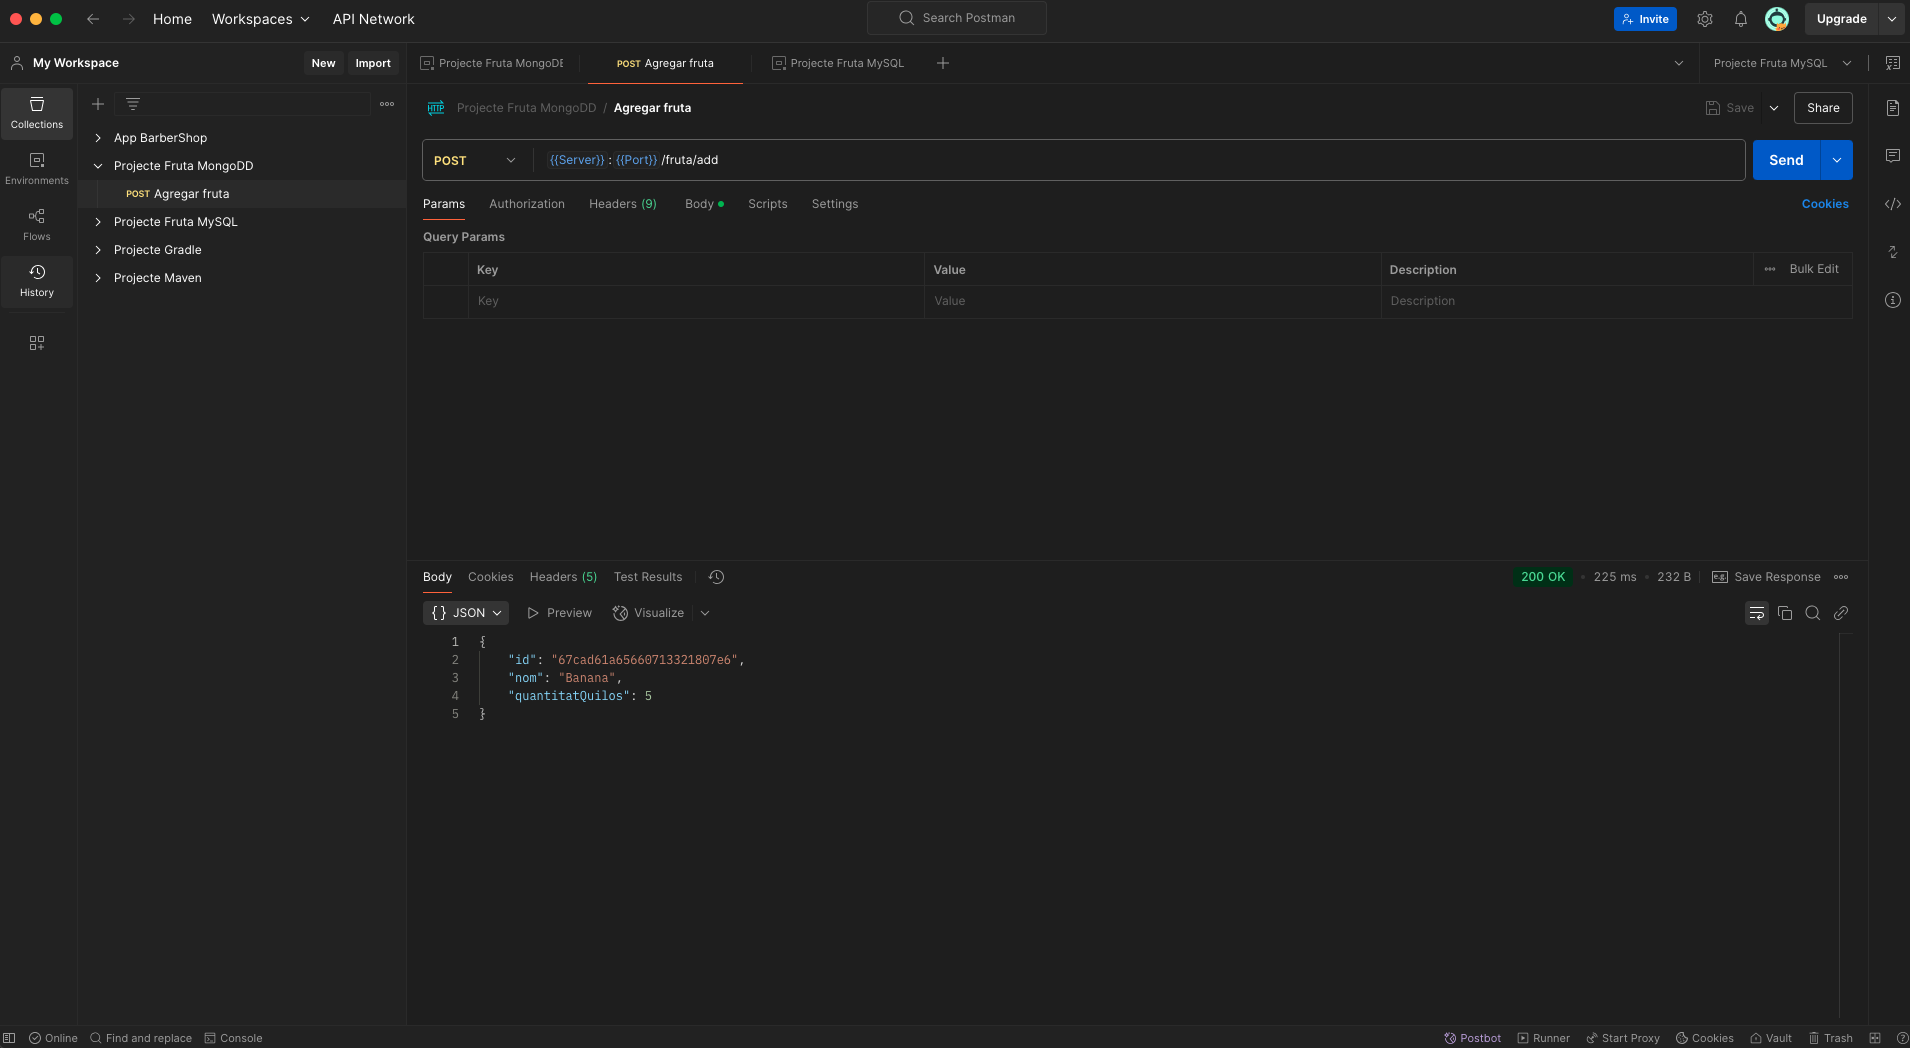 Home Workspaces API Network Search Postman Invite Upgrade
My Workspace New Import
Projecte Fruta MongoDB POST Agregar fruta Projecte Fruta MySQL Projecte Fruta MySQL
Collections
Environments
Flows
History
App BarberShop
Projecte Fruta MongoDD
POST Agregar fruta
Projecte Fruta MySQL
Projecte Gradle
Projecte Maven
HTTP Projecte Fruta MongoDD / Agregar fruta Save Share
POST {{Server}} : {{Port}} /fruta/add Send
Params Authorization Headers (9) Body Scripts Settings Cookies
Query Params
Key Value Description Bulk Edit
Key Value Description
Body Cookies Headers (5) Test Results 200 OK 225 ms 232 B e.g. Save Response
{} JSON Preview Visualize
1 {
2 "id": "67cad61a65660713321807e6",
3 "nom": "Banana",
4 "quantitatQuilos": 5
5 }
Online Find and replace Console Postbot Runner Start Proxy Cookies Vault Trash